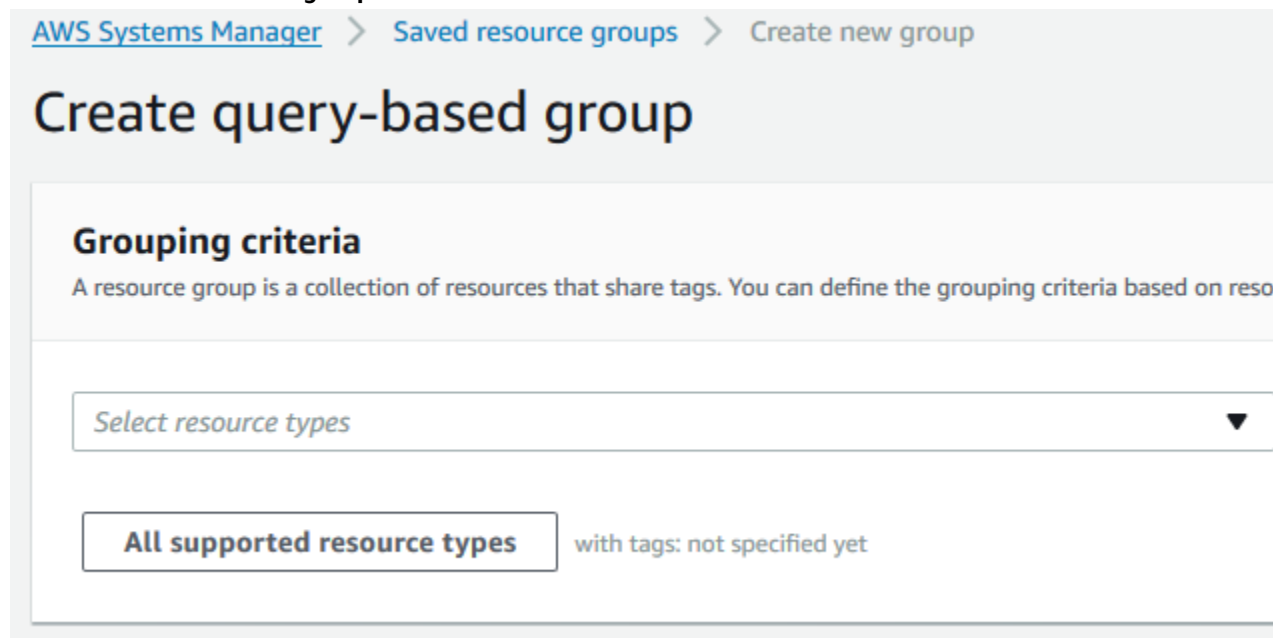 AWS Systems Manager > Saved resource groups > Create new group
Create query-based group
Grouping criteria
A resource group is a collection of resources that share tags. You can define the grouping criteria based on
Select resource types
All supported resource types with tags: not specified yet